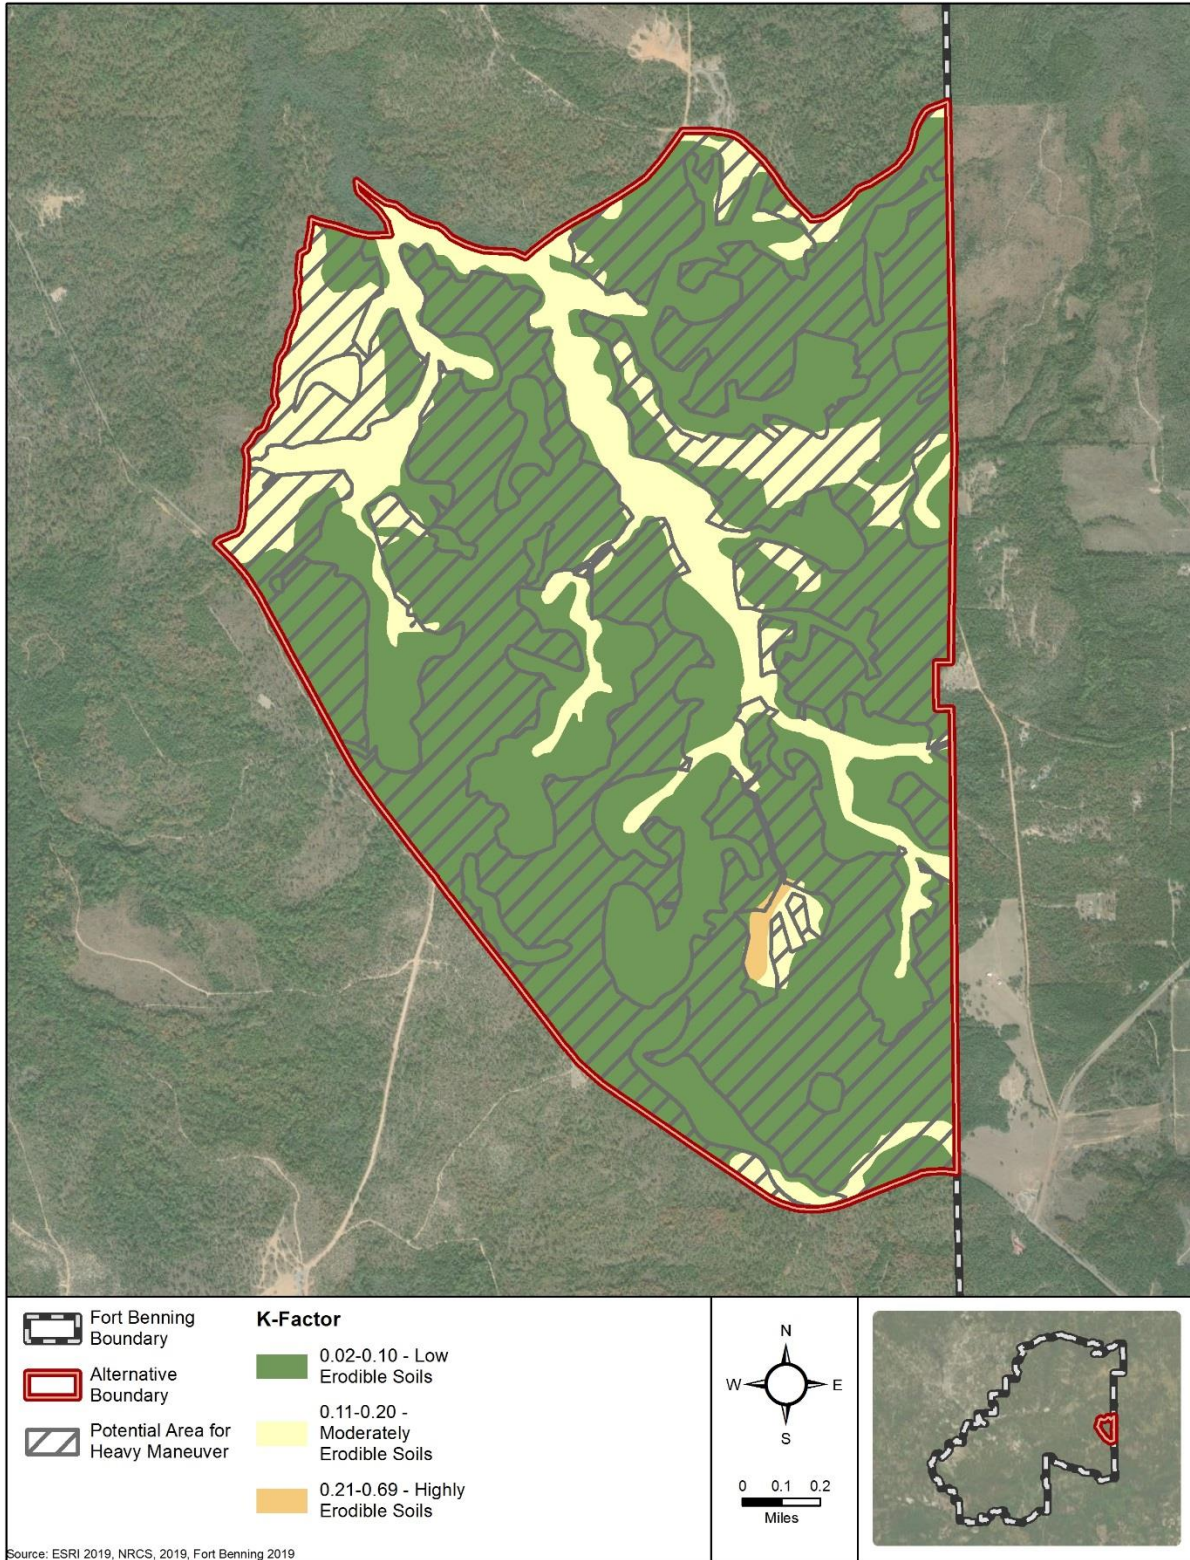 Fort Benning
Boundary
Alternative
Boundary
Potential Area for
Heavy Maneuver
K-Factor
0.02-0.10 - Low
Erodible Soils
0.11-0.20 -
Moderately
Erodible Soils
0.21-0.69 - Highly
Erodible Soils
N
W
E
S
0 0.1 0.2
Miles
Source: ESRI 2019, NRCS, 2019, Fort Benning 2019